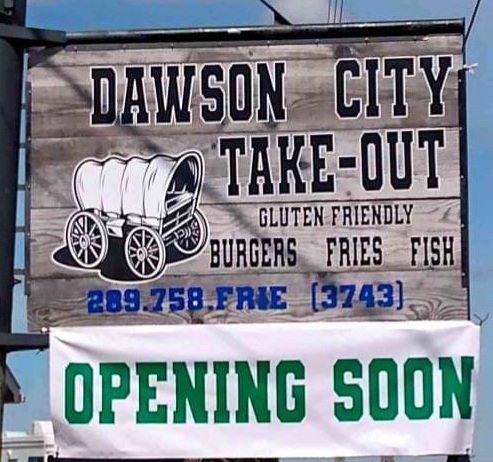 DAWSON CITY
TAKE-OUT
GLUTEN FRIENDLY
BURGERS FRIES FISH
289.758.FRIE (3743)
OPENING SOON